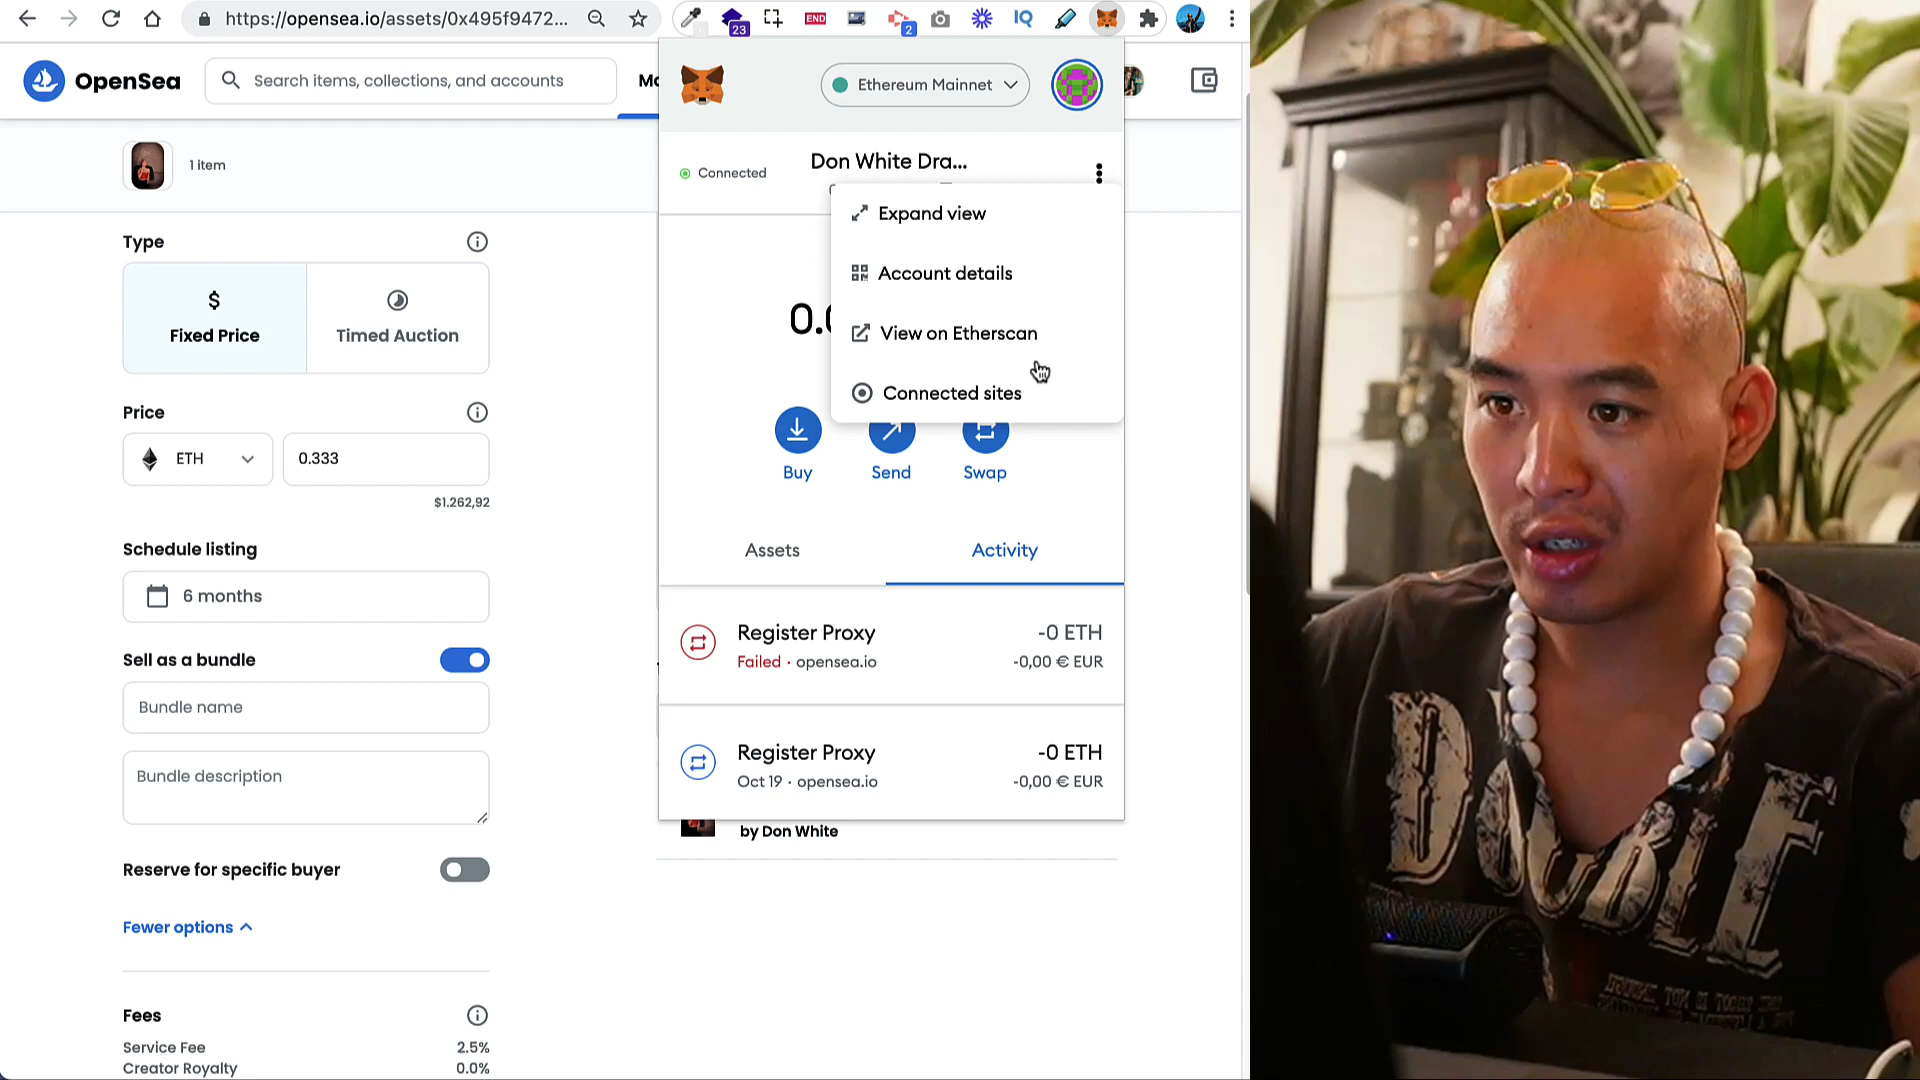 https://opensea.io/assets/0x495f9472...
23
END
2
IQ
OpenSea
Search items, collections, and accounts
Ethereum Mainnet
1 item
Connected
Don White Dra...
Expand view
Account details
View on Etherscan
Connected sites
Type
$
Fixed Price
Timed Auction
Price
ETH
0.333
$1.262,92
Buy
Send
Swap
Schedule listing
6 months
Assets
Activity
Sell as a bundle
Bundle name
Bundle description
Register Proxy
-0 ETH
Failed · opensea.io
-0,00 € EUR
Register Proxy
-0 ETH
Oct 19 · opensea.io
-0,00 € EUR
by Don White
Reserve for specific buyer
Fewer options
Fees
Service Fee
2.5%
Creator Royalty
0.0%